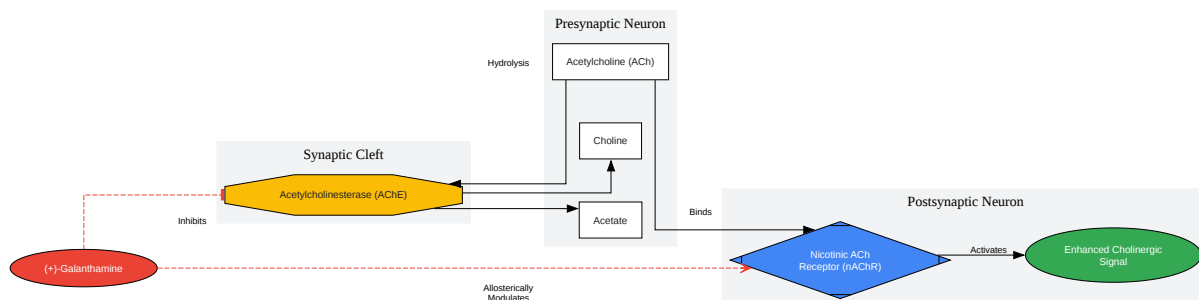 Presynaptic Neuron
Hydrolysis
Acetylcholine (ACh)
Choline
Synaptic Cleft
Acetylcholinesterase (AChE)
Acetate
Inhibits
Binds
Postsynaptic Neuron
(+)-Galanthamine
Nicotinic ACh
Receptor (nAChR)
Activates
Enhanced Cholinergic
Signal
Allosterically
Modulates